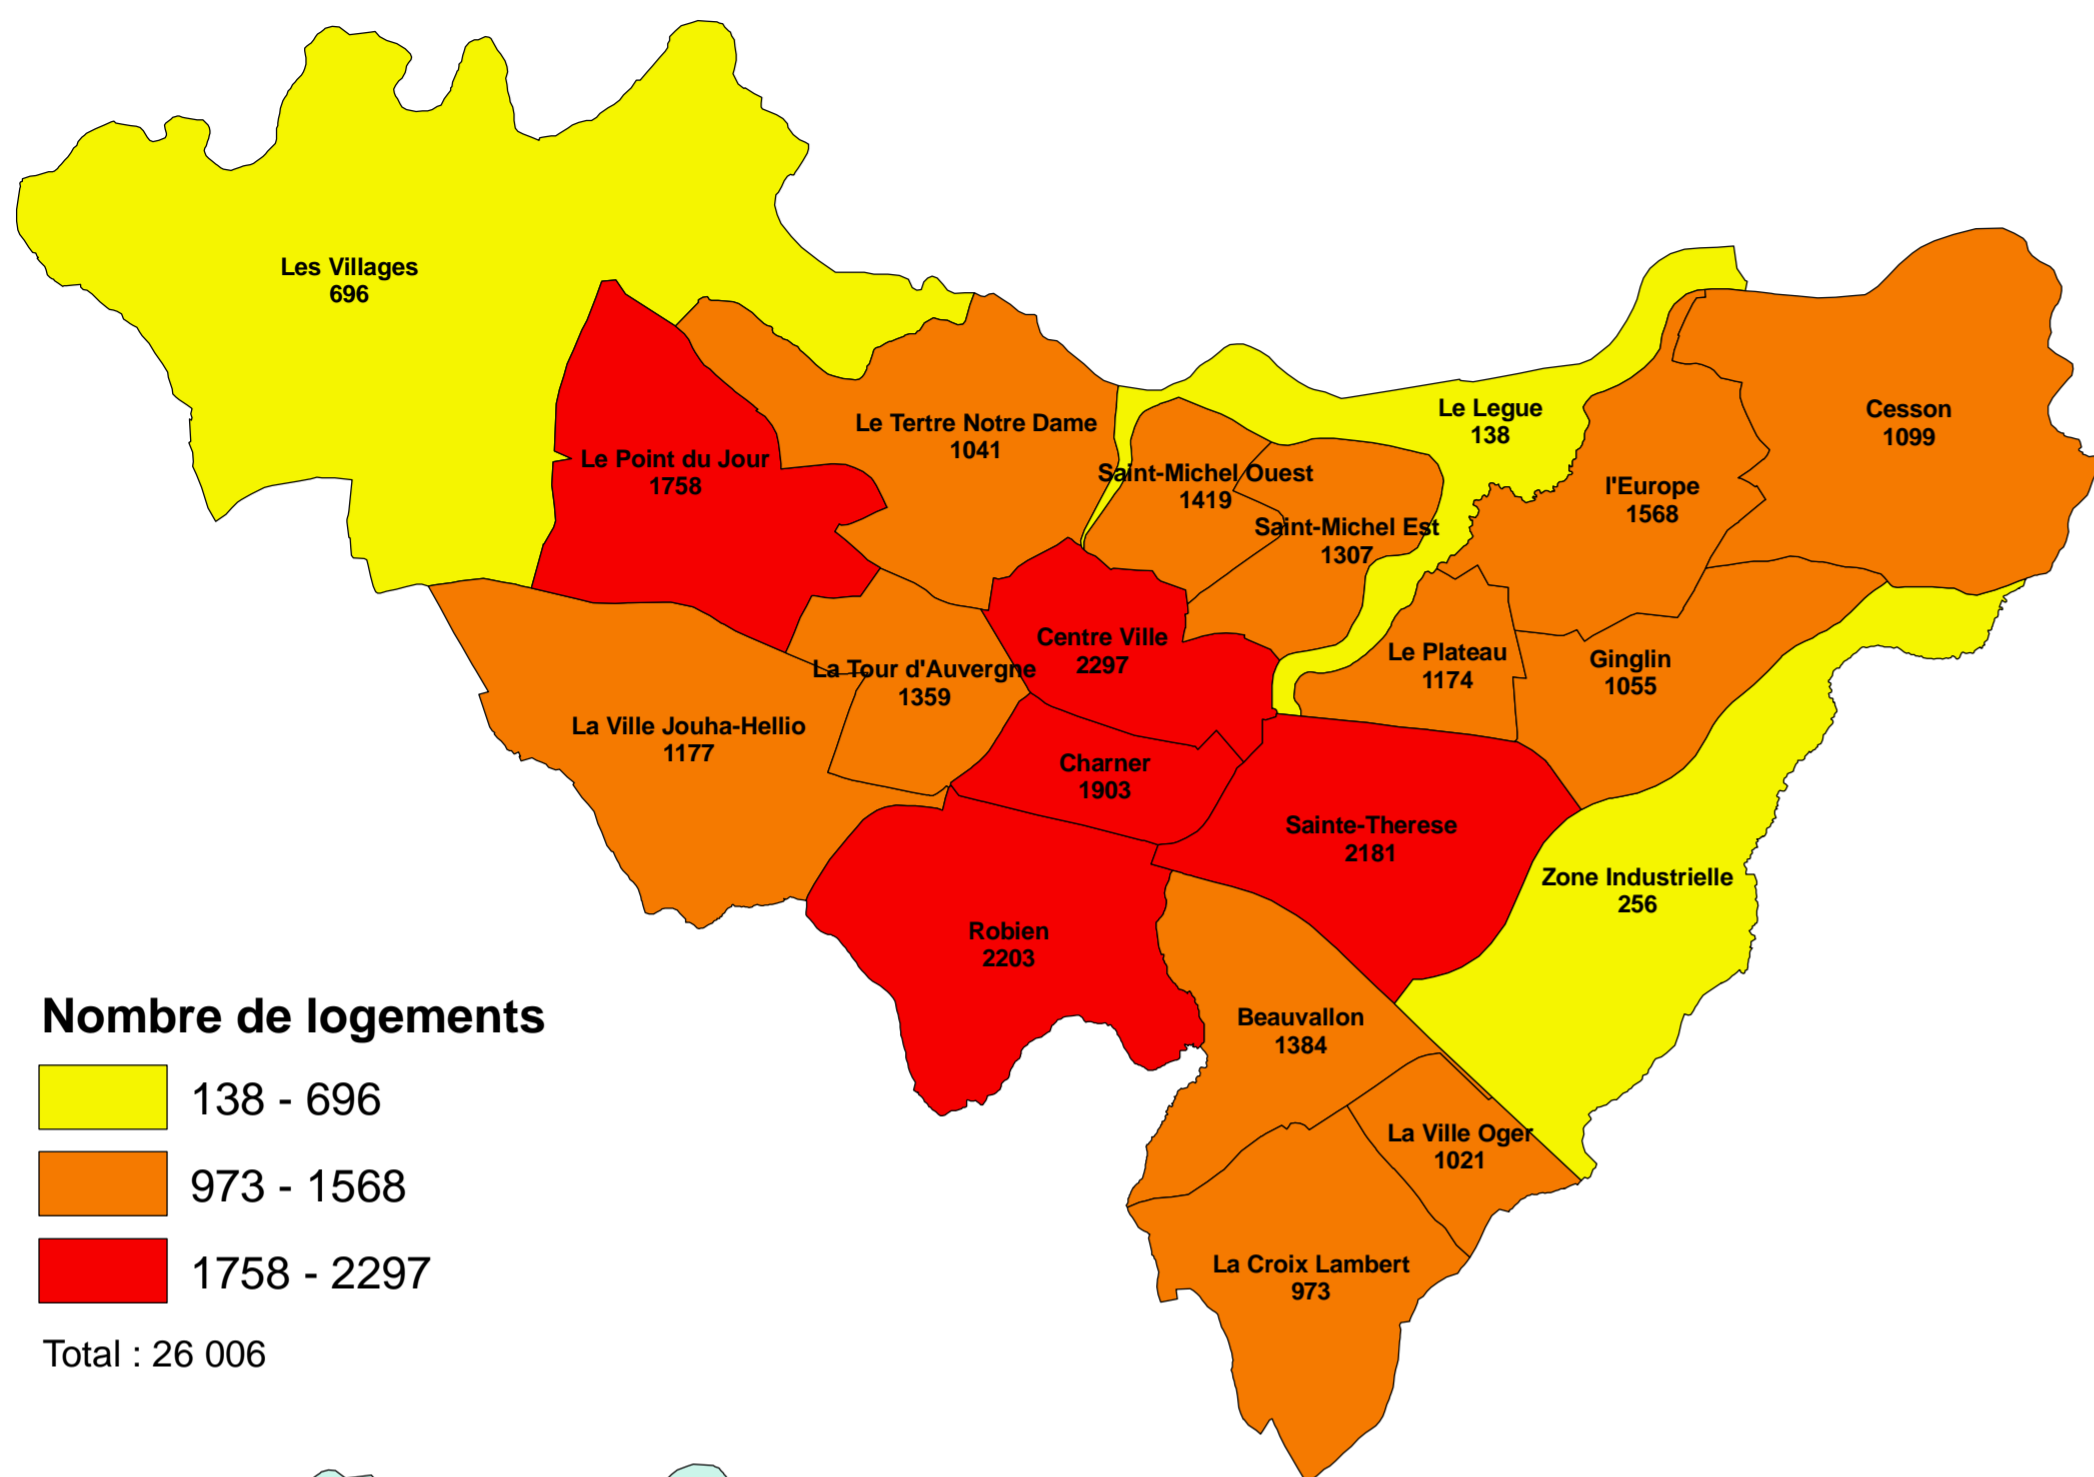 Les Villages
696
Le Point du Jour
1758
Le Tertre Notre Dame
1041
Saint-Michel Ouest
1419
Saint-Michel Est
1307
Le Legue
138
l'Europe
1568
Cesson
1099
Centre Ville
2297
La Tour d'Auvergne
1359
La Ville Jouha-Hellio
1177
Le Plateau
1174
Ginglin
1055
Charner
1903
Sainte-Therese
2181
Zone Industrielle
256
Robien
2203
Beauvallon
1384
La Ville Oger
1021
La Croix Lambert
973
Nombre de logements
138 - 696
973 - 1568
1758 - 2297
Total : 26 006